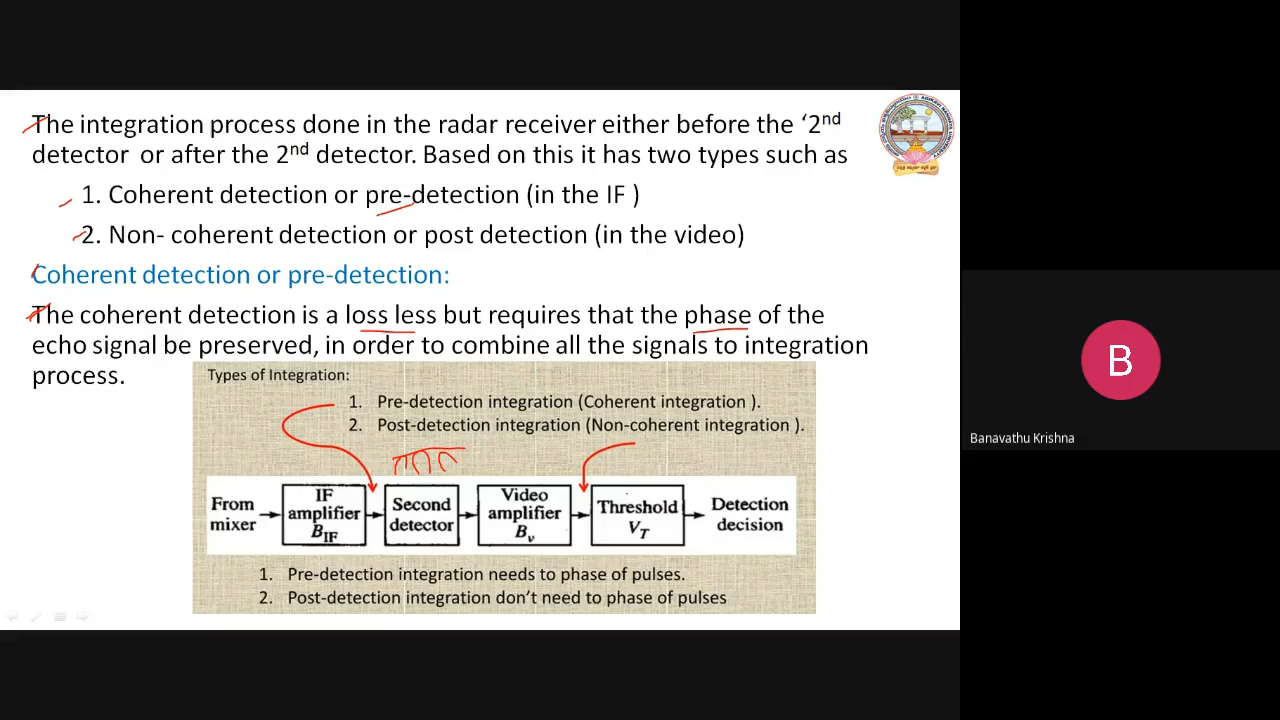 The integration process done in the radar receiver either before the ‘2nd
detector or after the 2nd detector. Based on this it has two types such as
1. Coherent detection or pre-detection (in the IF )
2. Non- coherent detection or post detection (in the video)
Coherent detection or pre-detection:
The coherent detection is a loss less but requires that the phase of the
echo signal be preserved, in order to combine all the signals to integration
process.
Types of Integration:
1. Pre-detection integration (Coherent integration ).
2. Post-detection integration (Non-coherent integration ).
From mixer
IF amplifier BIF
Second detector
Video amplifier Bv
Threshold VT
Detection decision
1. Pre-detection integration needs to phase of pulses.
2. Post-detection integration don’t need to phase of pulses
B
Banavathu Krishna